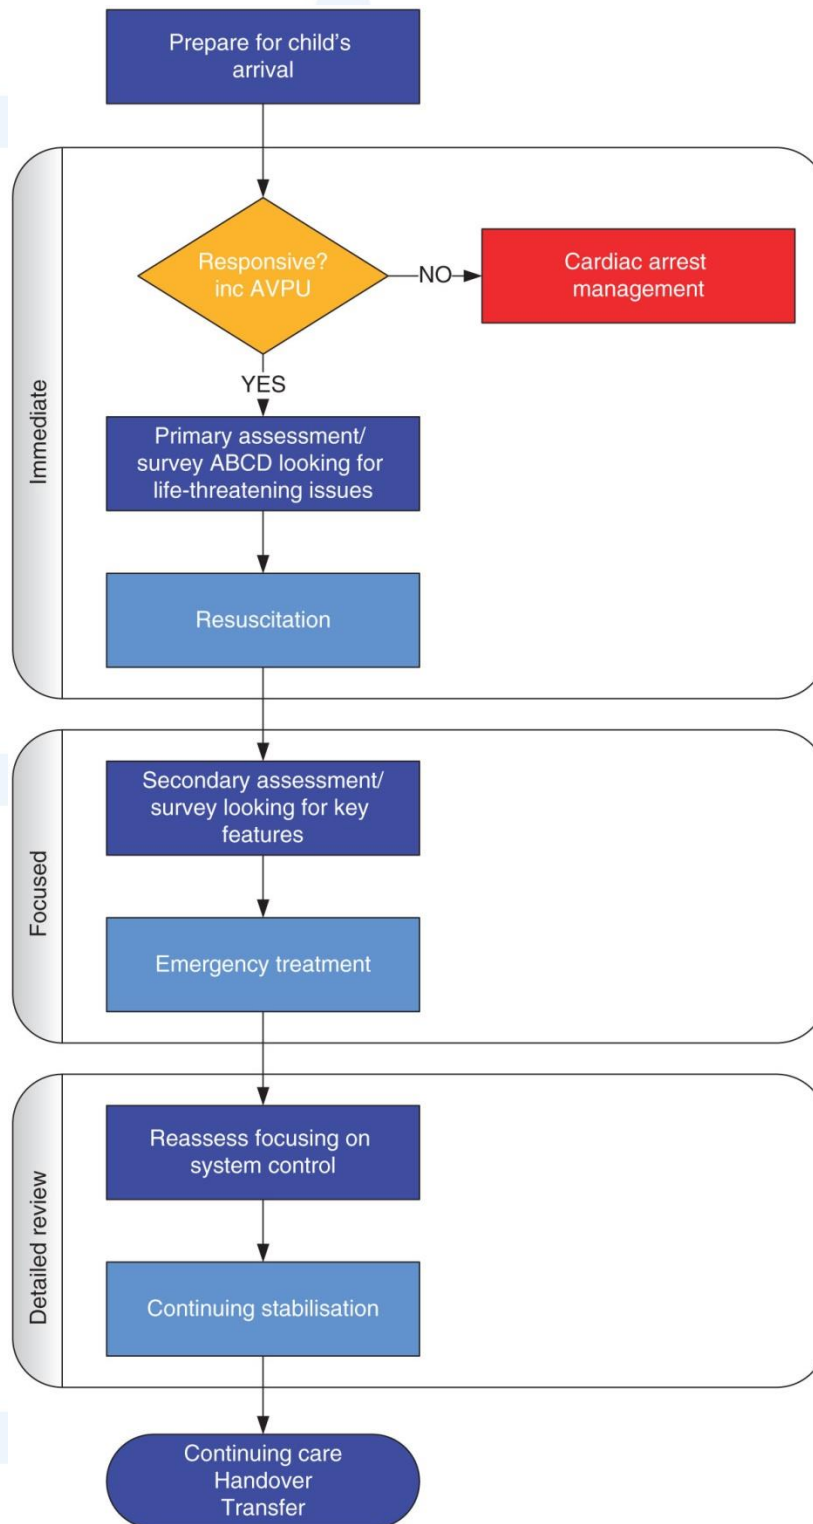 Prepare for child's
arrival
Immediate
Responsive?
inc AVPU
NO
Cardiac arrest
management
YES
Primary assessment/
survey ABCD looking for
life-threatening issues
Resuscitation
Focused
Secondary assessment/
survey looking for key
features
Emergency treatment
Detailed review
Reassess focusing on
system control
Continuing stabilisation
Continuing care
Handover
Transfer